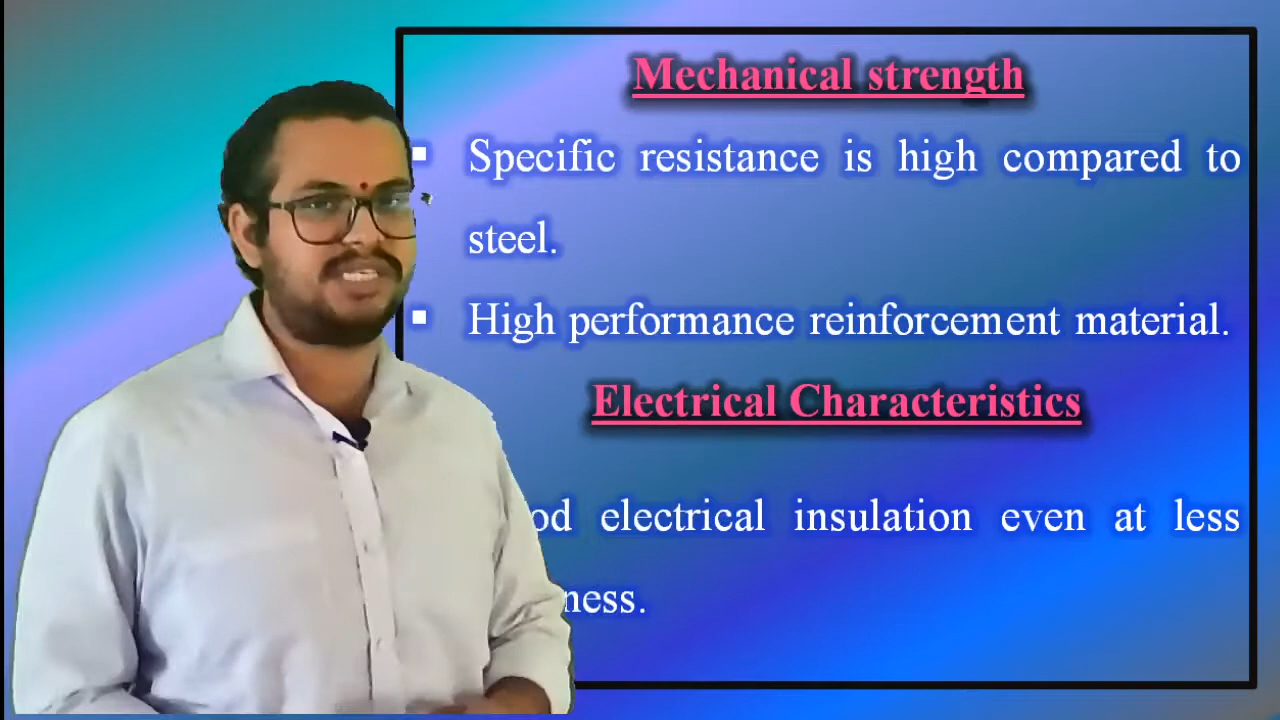 Mechanical strength
▪ Specific resistance is high compared to
steel.
▪ High performance reinforcement material.
Electrical Characteristics
electrical insulation even at less